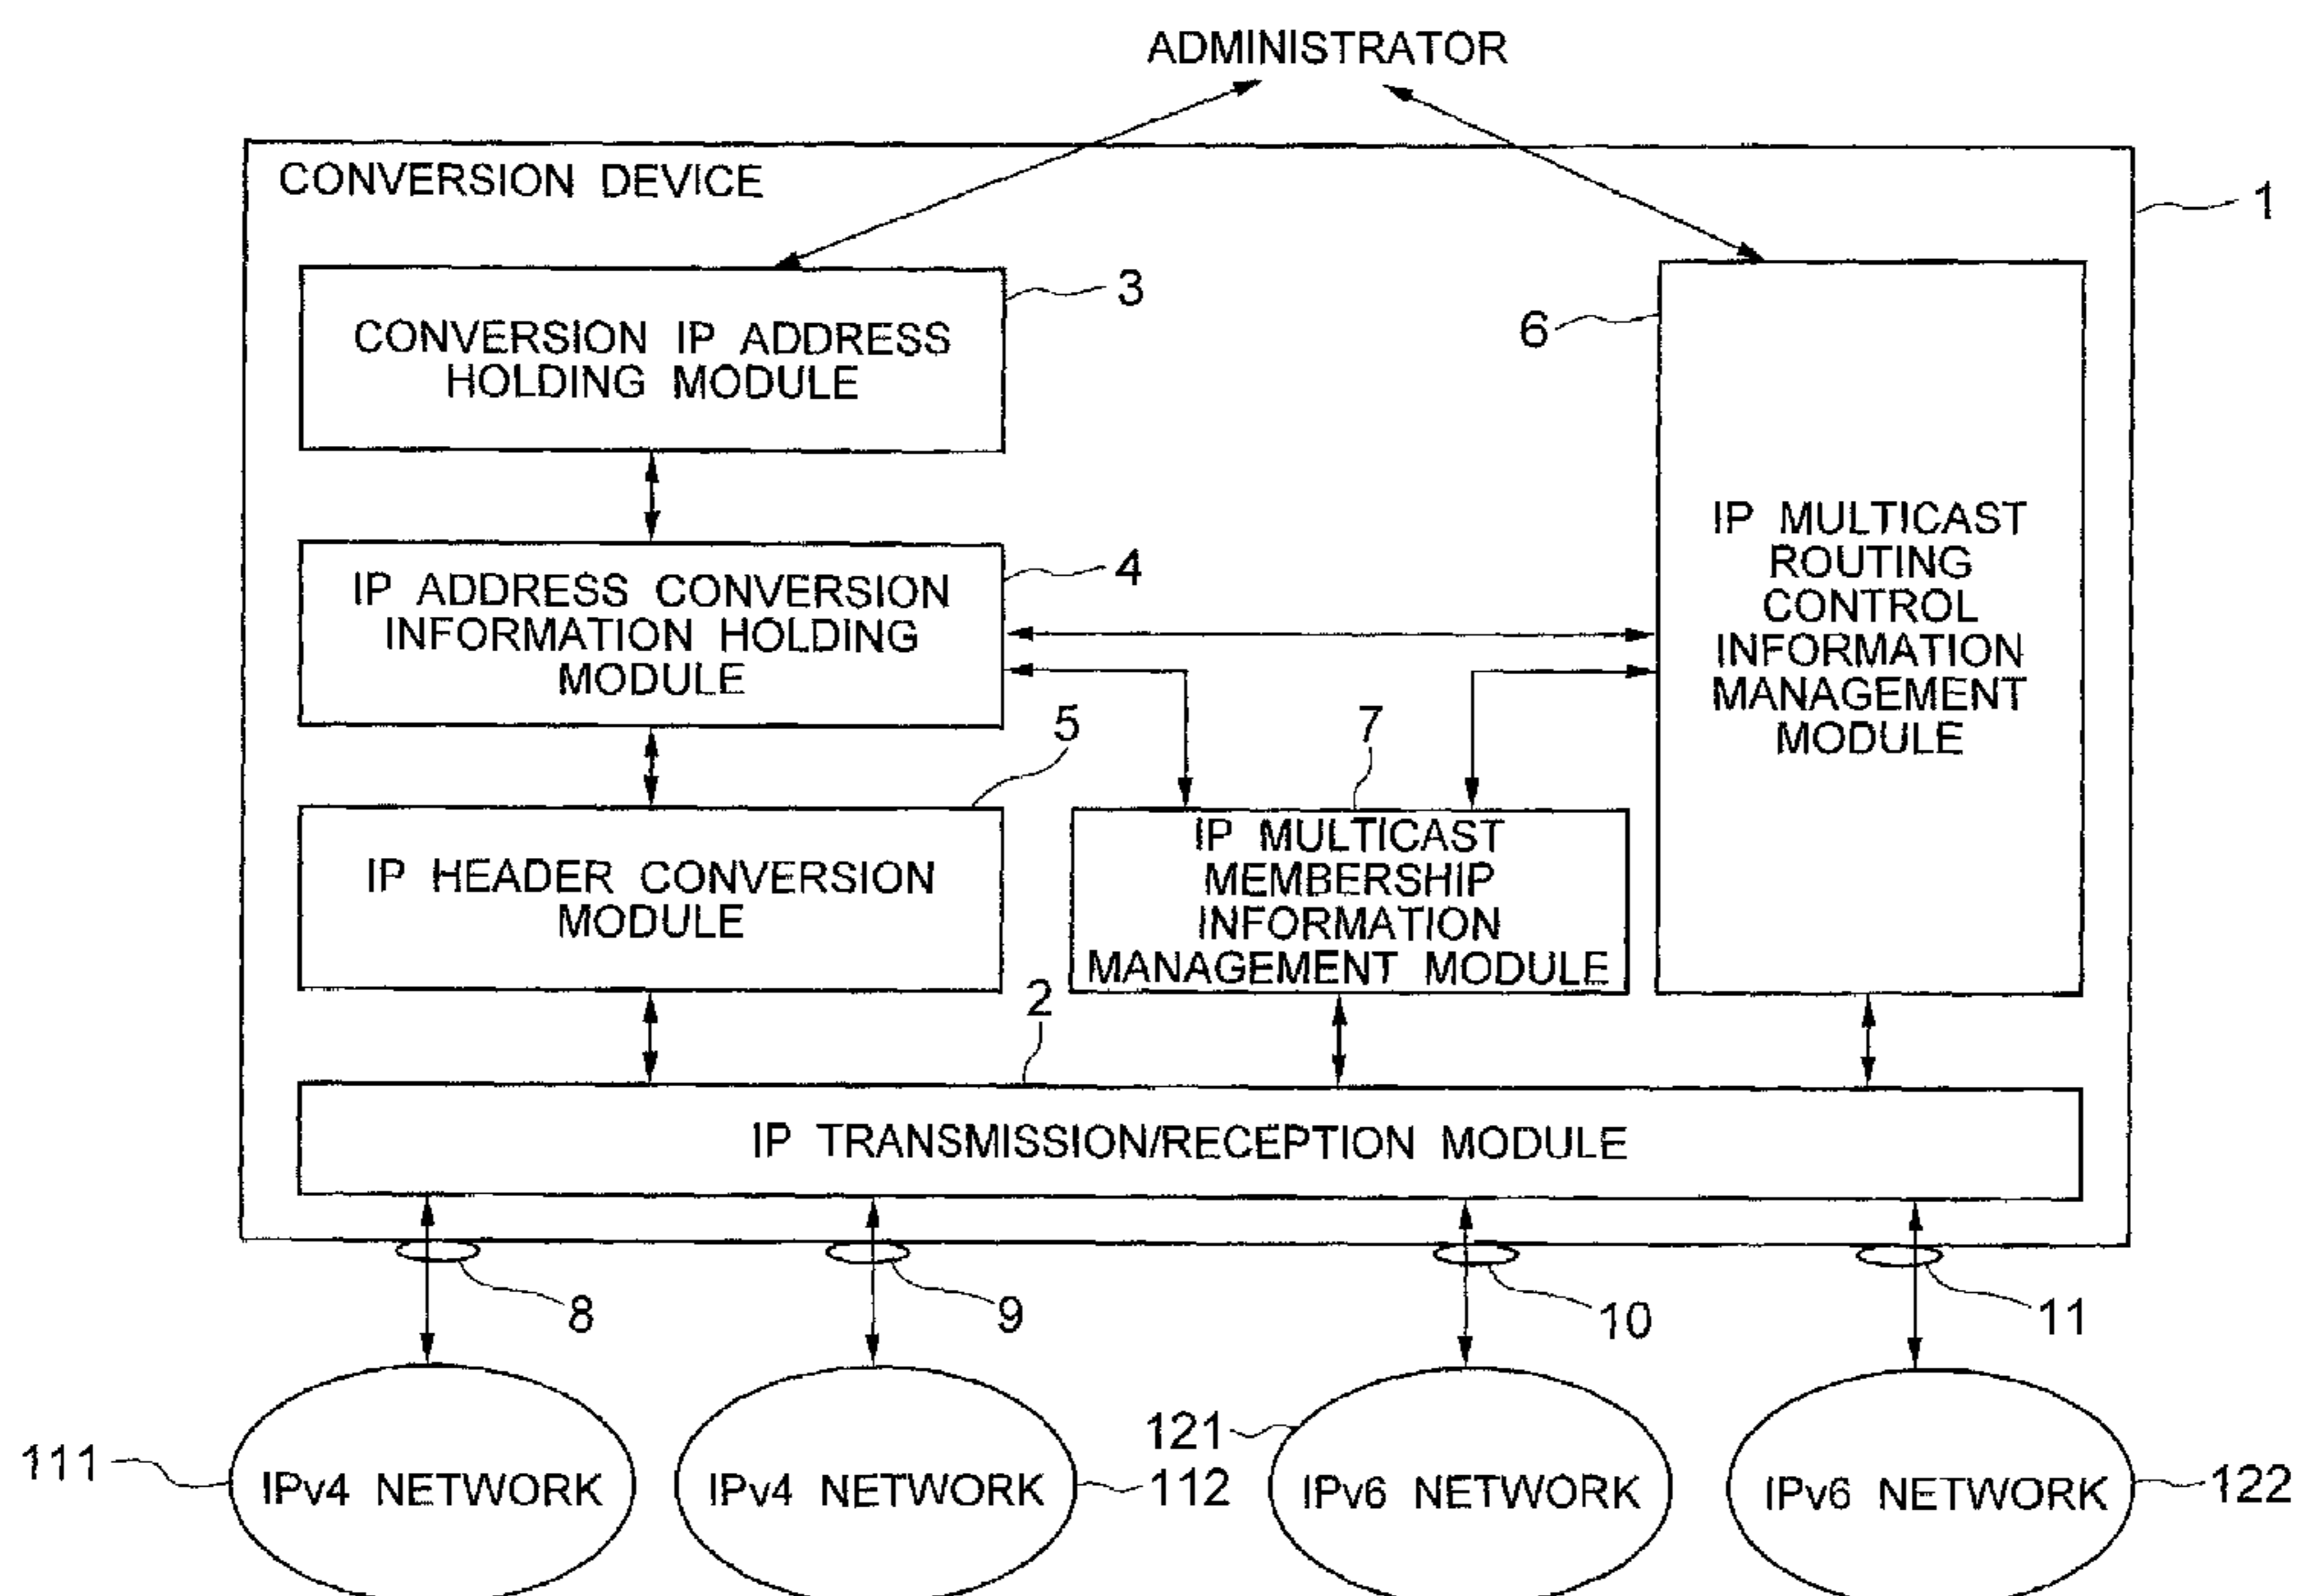 ADMINISTRATOR
CONVERSION DEVICE
1
3
CONVERSION IP ADDRESS
HOLDING MODULE
6
4
IP ADDRESS CONVERSION
INFORMATION HOLDING
MODULE
IP MULTICAST
ROUTING
CONTROL
INFORMATION
MANAGEMENT
MODULE
5
7
IP HEADER CONVERSION
MODULE
IP MULTICAST
MEMBERSHIP
INFORMATION
MANAGEMENT MODULE
2
IP TRANSMISSION/RECEPTION MODULE
8
9
10
11
111
IPv4 NETWORK
IPv4 NETWORK
112
121
IPv6 NETWORK
IPv6 NETWORK
122